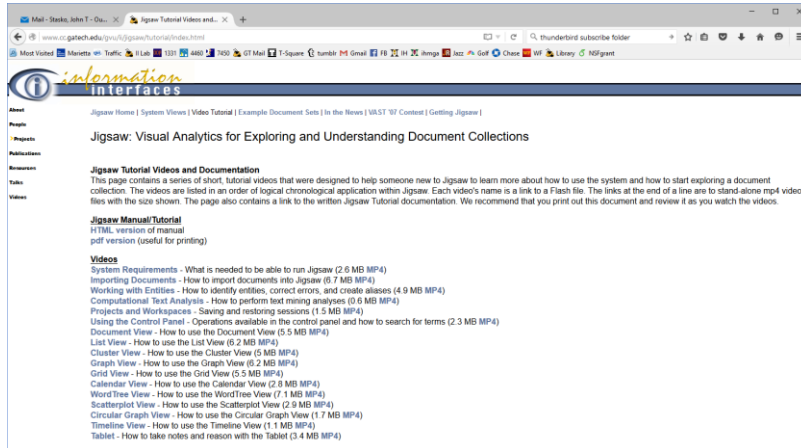 Mail - Stasko, John T - Ou...
Jigsaw Tutorial Videos and...
www.cc.gatech.edu/gvu/ii/jigsaw/tutorial/index.html
thunderbird subscribe folder
Most Visited Marietta Traffic II Lab 1331 4460 7450 GT Mail T-Square tumblr Gmail FB IH ihmga Jazz Golf Chase WF Library NSFgrant
information
interfaces
About
People
>Projects
Publications
Resources
Talks
Videos
Jigsaw Home | System Views | Video Tutorial | Example Document Sets | In the News | VAST '07 Contest | Getting Jigsaw |
Jigsaw: Visual Analytics for Exploring and Understanding Document Collections
Jigsaw Tutorial Videos and Documentation
This page contains a series of short, tutorial videos that were designed to help someone new to Jigsaw to learn more about how to use the system and how to start exploring a document
collection. The videos are listed in an order of logical chronological application within Jigsaw. Each video's name is a link to a Flash file. The links at the end of a line are to stand-alone mp4 video
files with the size shown. The page also contains a link to the written Jigsaw Tutorial documentation. We recommend that you print out this document and review it as you watch the videos.
Jigsaw Manual/Tutorial
HTML version of manual
pdf version (useful for printing)
Videos
System Requirements - What is needed to be able to run Jigsaw (2.6 MB MP4)
Importing Documents - How to import documents into Jigsaw (6.7 MB MP4)
Working with Entities - How to identify entities, correct errors, and create aliases (4.9 MB MP4)
Computational Text Analysis - How to perform text mining analyses (0.6 MB MP4)
Projects and Workspaces - Saving and restoring sessions (1.5 MB MP4)
Using the Control Panel - Operations available in the control panel and how to search for terms (2.3 MB MP4)
Document View - How to use the Document View (5.5 MB MP4)
List View - How to use the List View (6.2 MB MP4)
Cluster View - How to use the Cluster View (5 MB MP4)
Graph View - How to use the Graph View (6.2 MB MP4)
Grid View - How to use the Grid View (5.5 MB MP4)
Calendar View - How to use the Calendar View (2.8 MB MP4)
WordTree View - How to use the WordTree View (7.1 MB MP4)
Scatterplot View - How to use the Scatterplot View (2.9 MB MP4)
Circular Graph View - How to use the Circular Graph View (1.7 MB MP4)
Timeline View - How to use the Timeline View (1.1 MB MP4)
Tablet - How to take notes and reason with the Tablet (3.4 MB MP4)